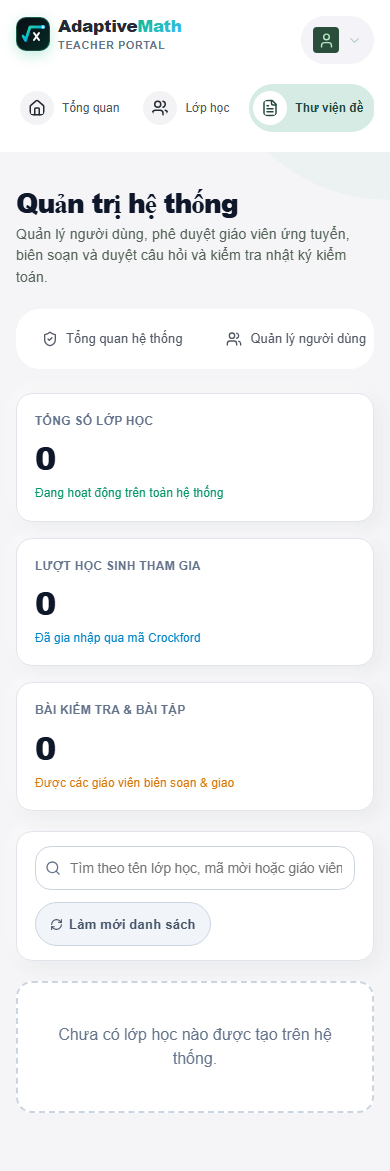 AdaptiveMath
TEACHER PORTAL
Tổng quan
Lớp học
Thư viện đề
Quản trị hệ thống
Quản lý người dùng, phê duyệt giáo viên ứng tuyển,
biên soạn và duyệt câu hỏi và kiểm tra nhật ký kiểm
toán.
Tổng quan hệ thống
Quản lý người dùng
TỔNG SỐ LỚP HỌC
0
Đang hoạt động trên toàn hệ thống
LƯỢT HỌC SINH THAM GIA
0
Đã gia nhập qua mã Crockford
BÀI KIỂM TRA & BÀI TẬP
0
Được các giáo viên biên soạn & giao
Tìm theo tên lớp học, mã mời hoặc giáo viên
Làm mới danh sách
Chưa có lớp học nào được tạo trên hệ
thống.